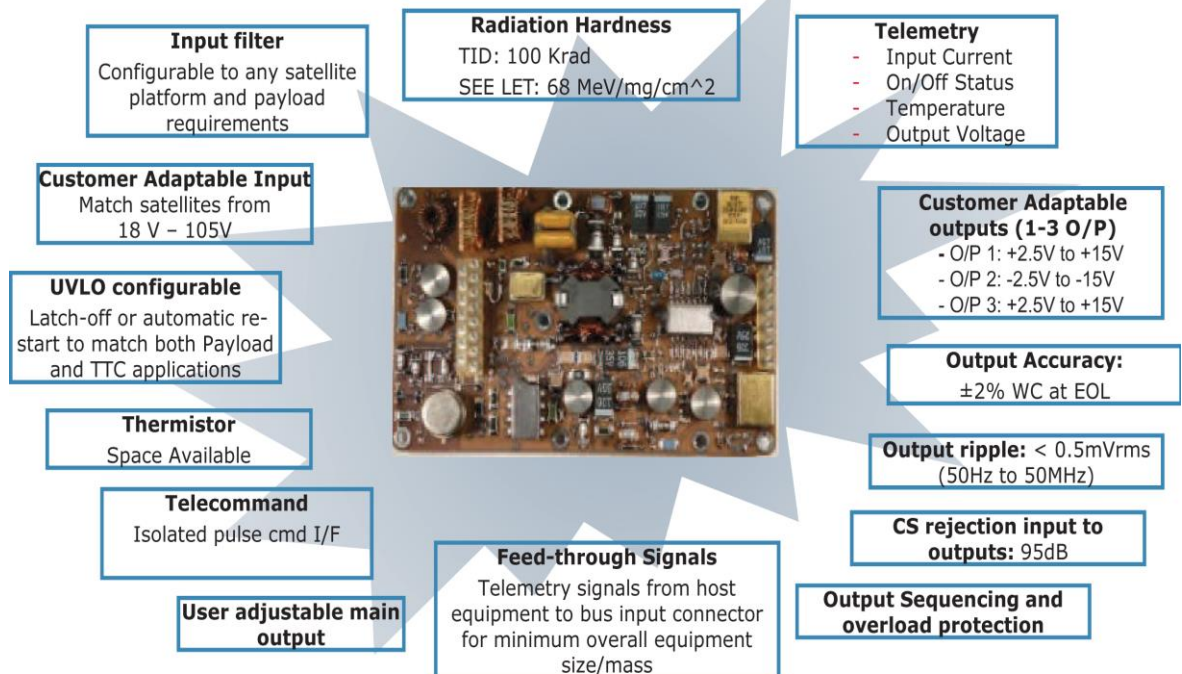 Input filter
Configurable to any satellite
platform and payload
requirements
Radiation Hardness
TID: 100 Krad
SEE LET: 68 MeV/mg/cm^2
Telemetry
- Input Current
- On/Off Status
- Temperature
- Output Voltage
Customer Adaptable Input
Match satellites from
18 V – 105V
Customer Adaptable
outputs (1-3 O/P)
- O/P 1: +2.5V to +15V
- O/P 2: -2.5V to -15V
- O/P 3: +2.5V to +15V
UVLO configurable
Latch-off or automatic re-
start to match both Payload
and TTC applications
Output Accuracy:
±2% WC at EOL
Thermistor
Space Available
Output ripple: < 0.5mVrms
(50Hz to 50MHz)
Telecommand
Isolated pulse cmd I/F
CS rejection input to
outputs: 95dB
Feed-through Signals
Telemetry signals from host
equipment to bus input connector
for minimum overall equipment
size/mass
User adjustable main
output
Output Sequencing and
overload protection